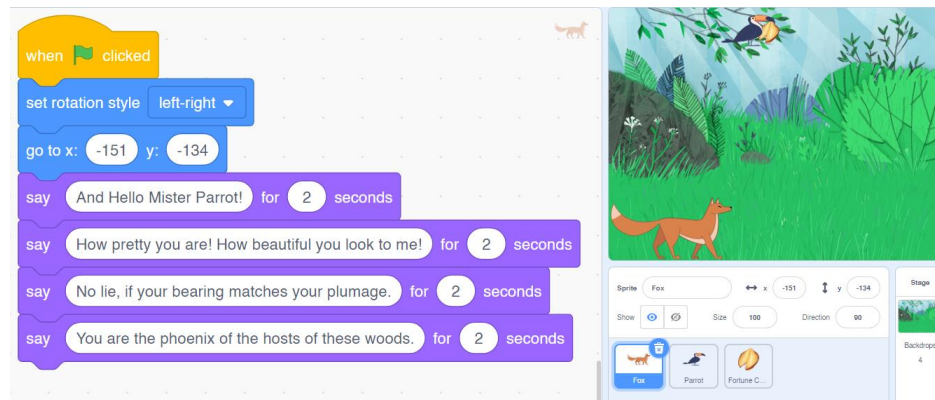 when clicked
set rotation style left-right
go to x: -151 y: -134
say And Hello Mister Parrot! for 2 seconds
say How pretty you are! How beautiful you look to me! for 2 seconds
say No lie, if your bearing matches your plumage. for 2 seconds
say You are the phoenix of the hosts of these woods. for 2 seconds
Sprite Fox x -151 y -134
Show Size 100 Direction 90
Fox Parrot Fortune C...
Stage
Backdrops
4